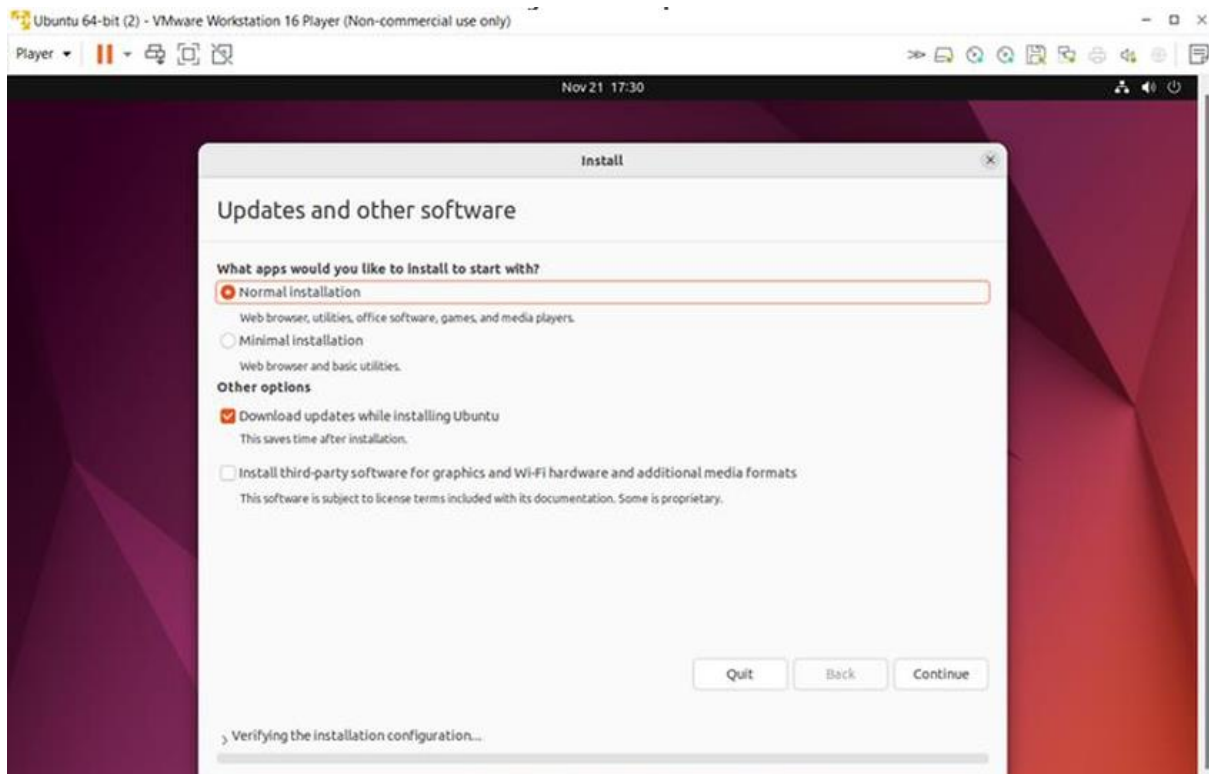 Ubuntu 64-bit (2) - VMware Workstation 16 Player (Non-commercial use only)
Player
Nov 21 17:30
Install
Updates and other software
What apps would you like to install to start with?
Normal installation
Web browser, utilities, office software, games, and media players.
Minimal installation
Web browser and basic utilities.
Other options
Download updates while installing Ubuntu
This saves time after installation.
Install third-party software for graphics and Wi-Fi hardware and additional media formats
This software is subject to license terms included with its documentation. Some is proprietary.
Quit Back Continue
Verifying the installation configuration...